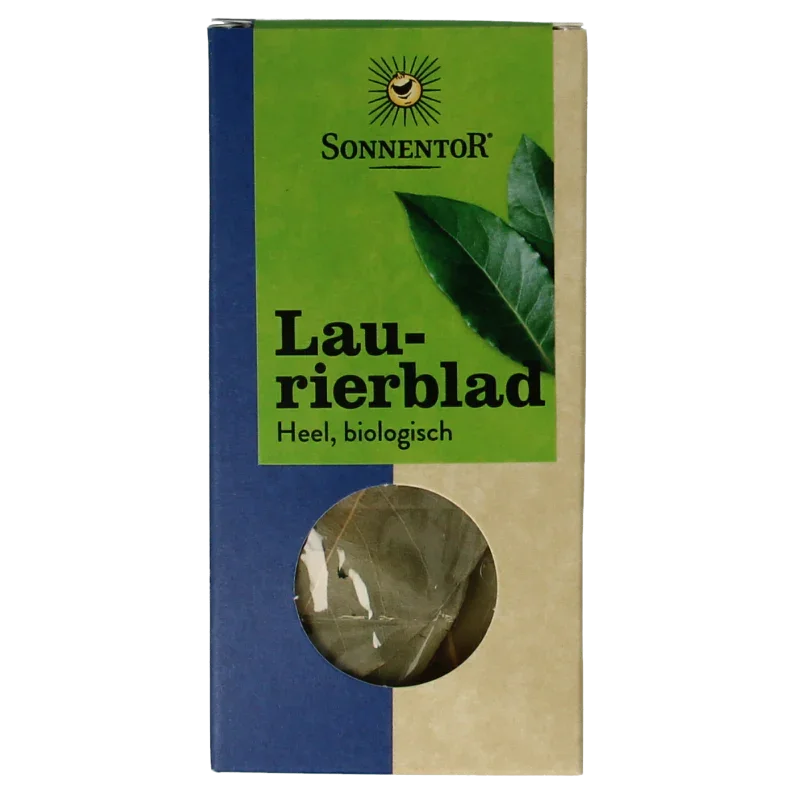 SONNENTOR®
Lau-
rierblad
Heel, biologisch